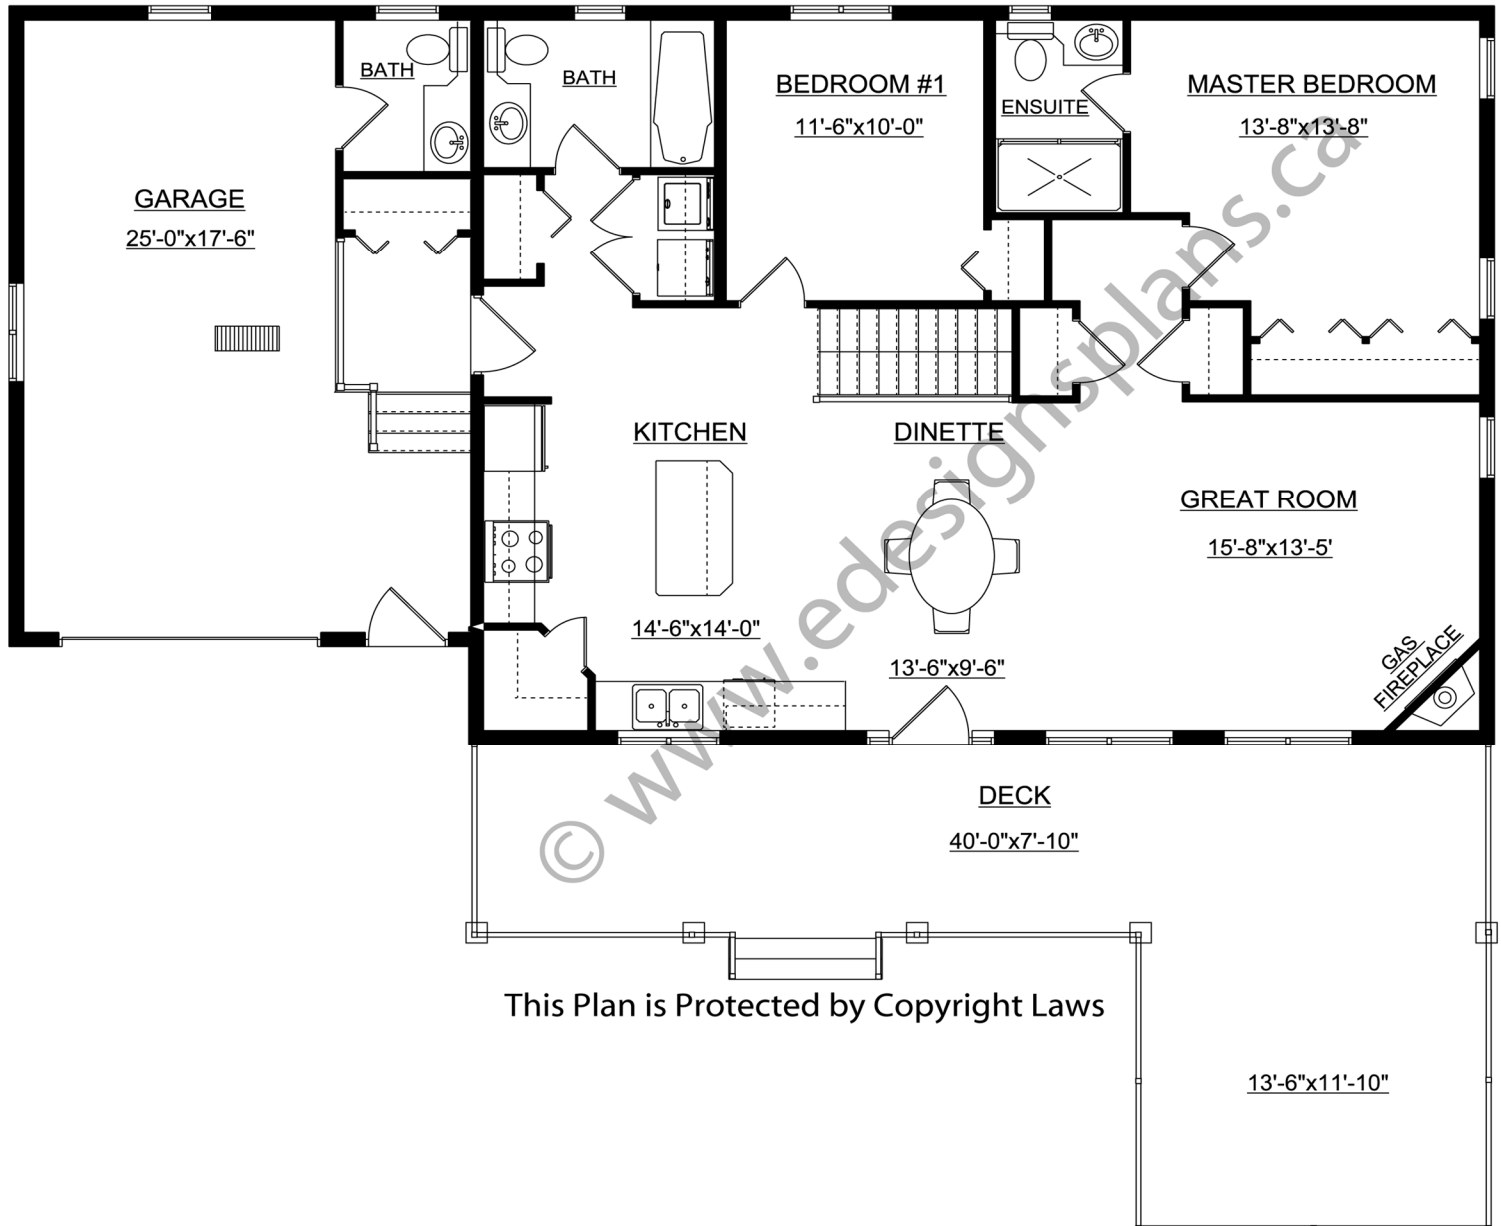 BATH
BATH
BEDROOM #1
11'-6"x10'-0"
ENSUITE
MASTER BEDROOM
13'-8"x13'-8"
GARAGE
25'-0"x17'-6"
KITCHEN
14'-6"x14'-0"
DINETTE
13'-6"x9'-6"
GREAT ROOM
15'-8"x13'-5'
GAS
FIREPLACE
DECK
40'-0"x7'-10"
© www.edesignsplans.ca
This Plan is Protected by Copyright Laws
13'-6"x11'-10"